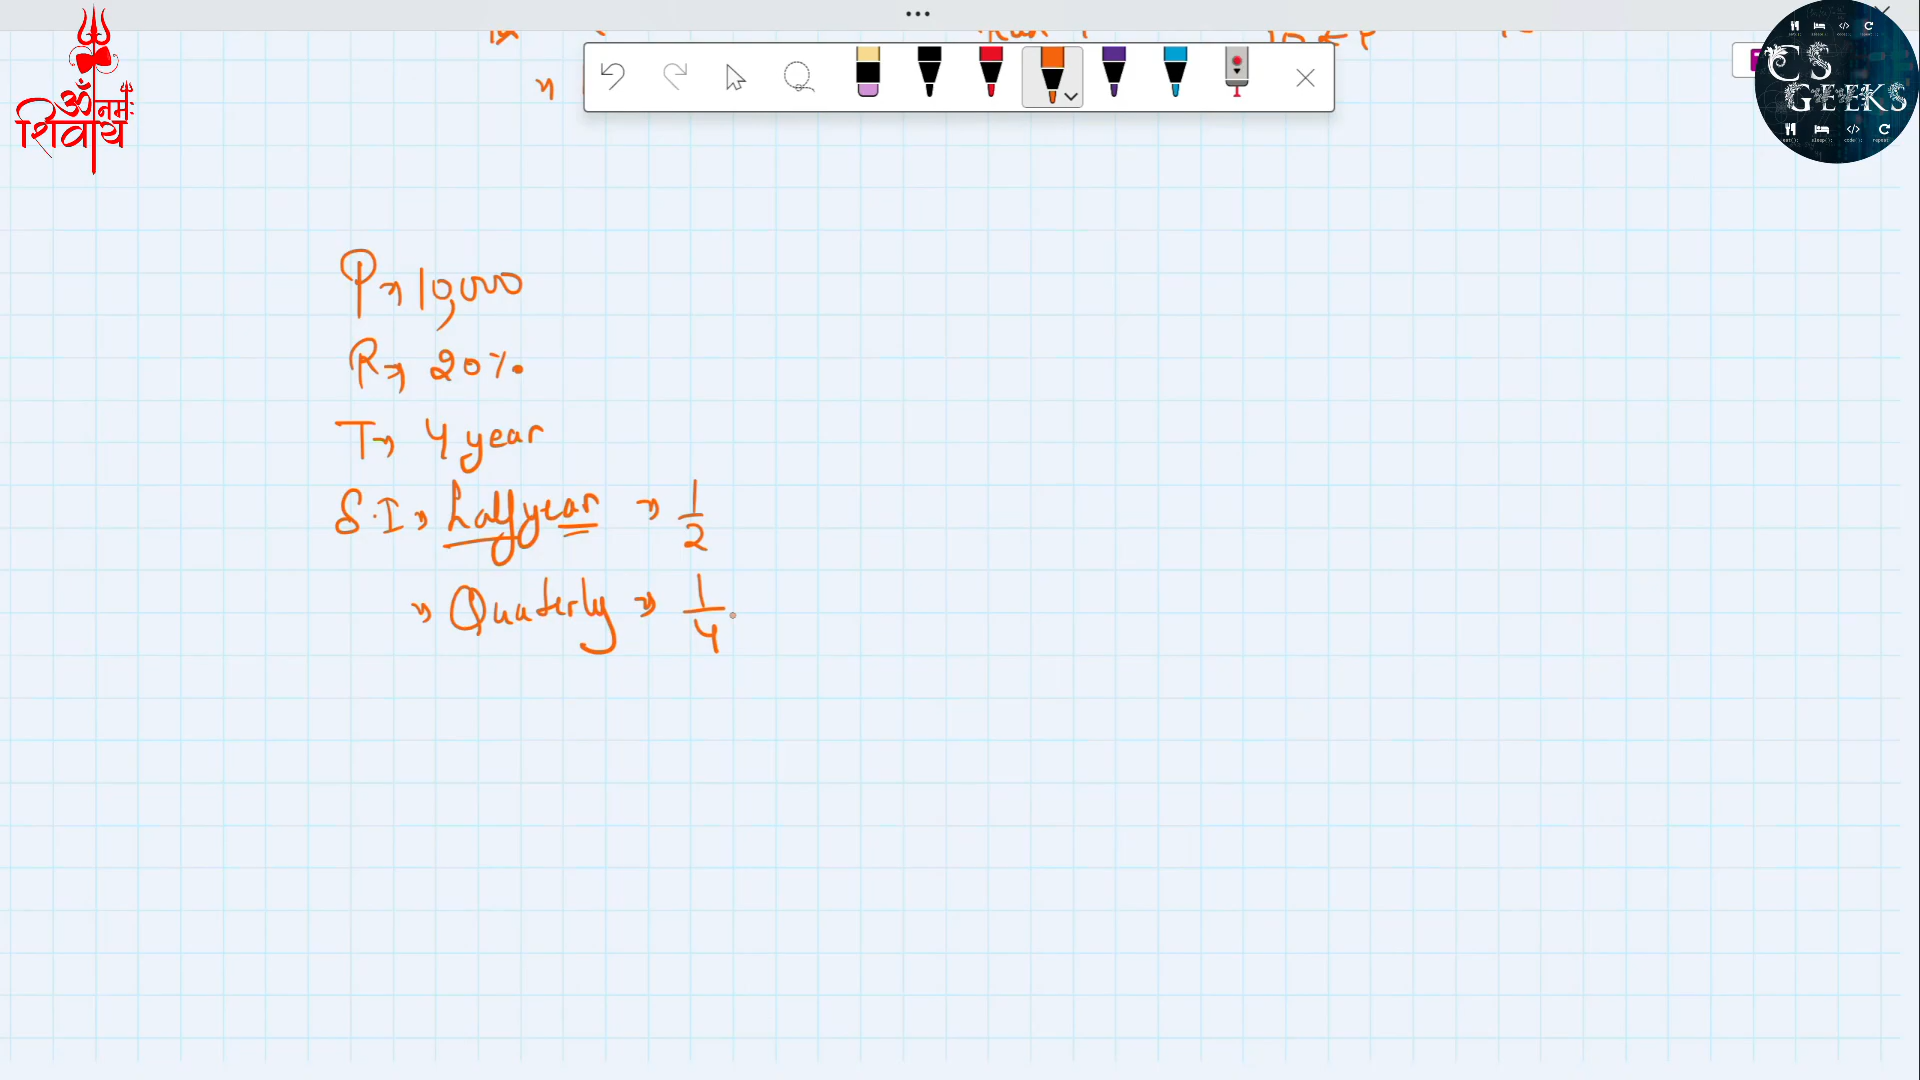 ॐ नमः
शिवाय
CS
GEEKS
P → 10,000
R → 20%
T → 4 year
S.I → halfyear → 1/2
→ Quaterly → 1/4